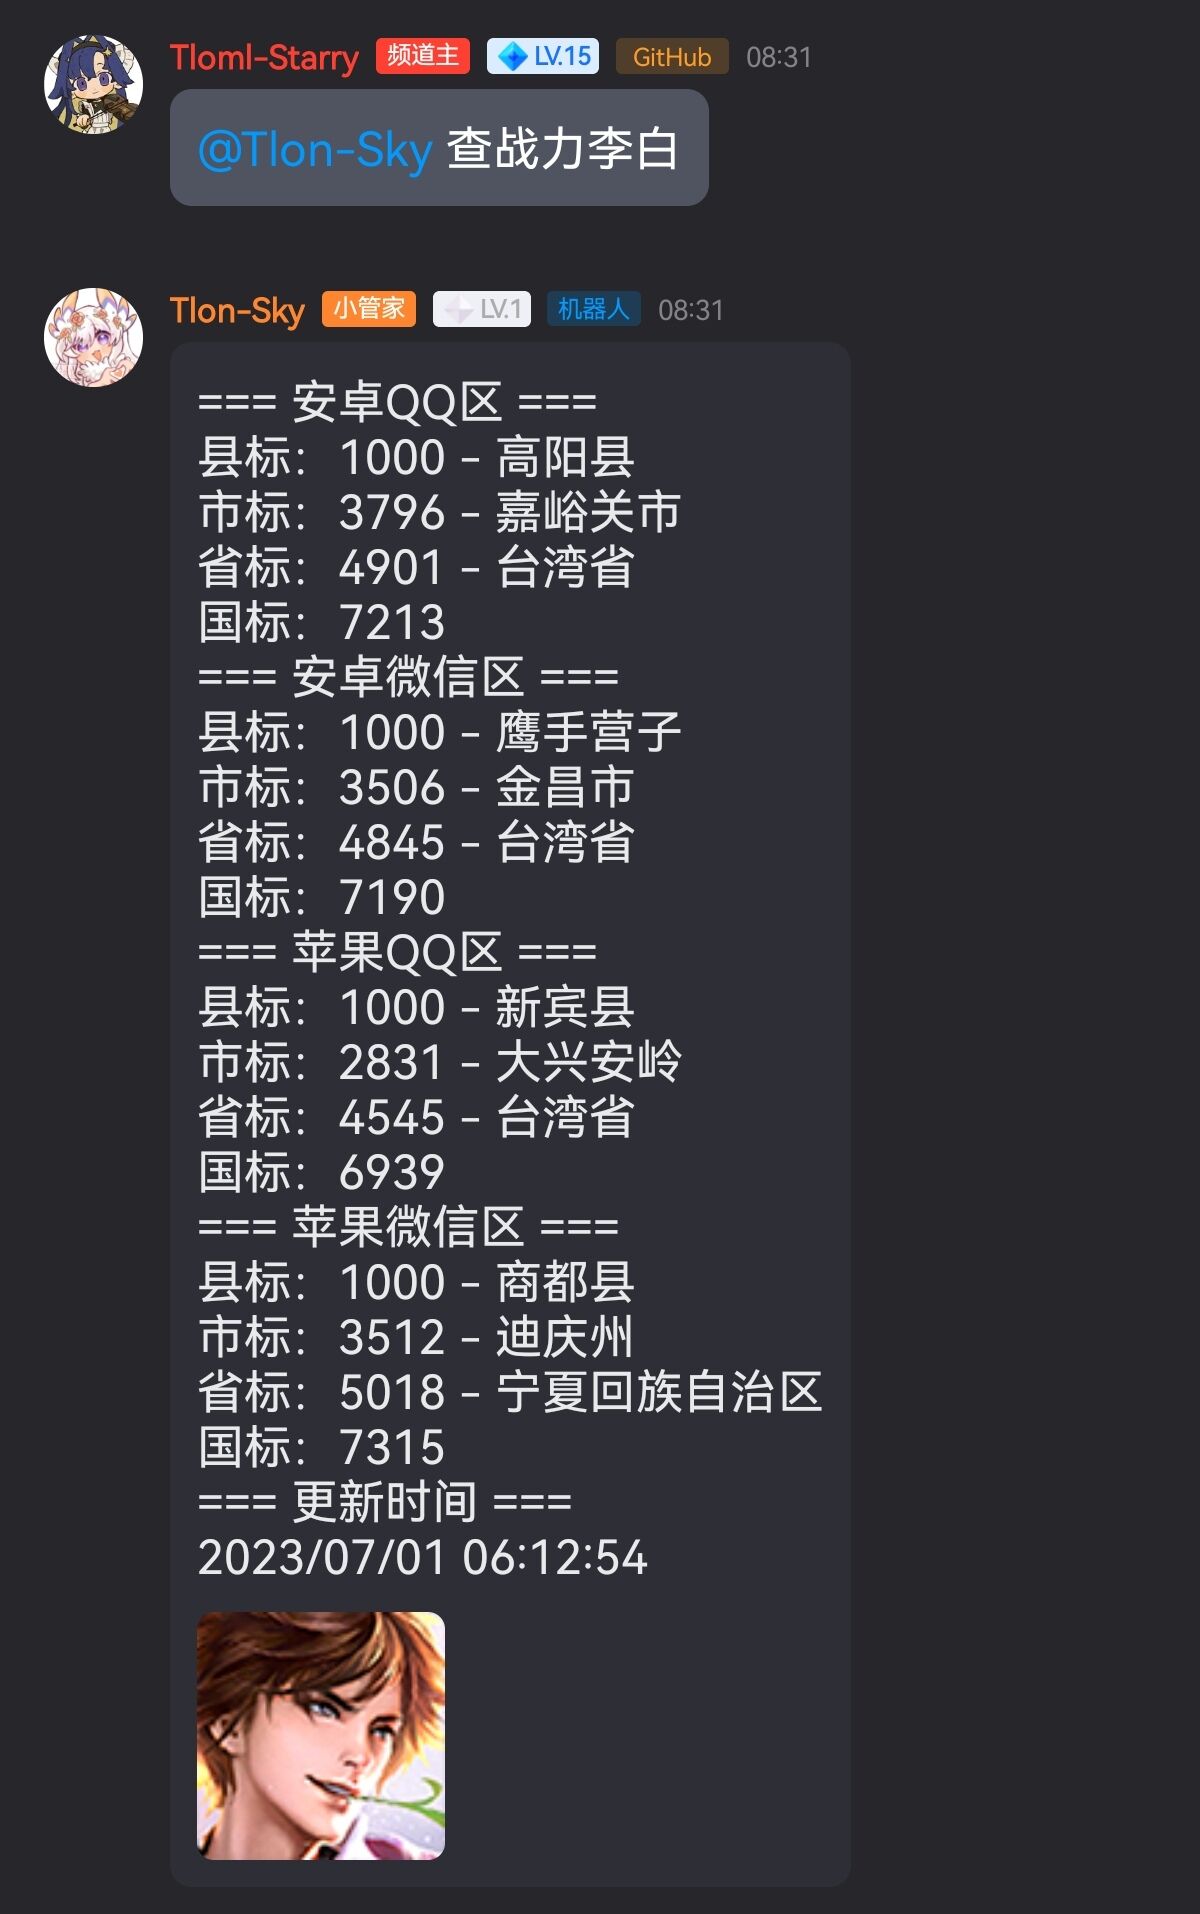 Tloml-Starry 频道主 LV.15 GitHub 08:31
@Tlon-Sky 查战力李白
Tlon-Sky 小管家 LV.1 机器人 08:31
=== 安卓QQ区 ===
县标：1000 - 高阳县
市标：3796 - 嘉峪关市
省标：4901 - 台湾省
国标：7213
=== 安卓微信区 ===
县标：1000 - 鹰手营子
市标：3506 - 金昌市
省标：4845 - 台湾省
国标：7190
=== 苹果QQ区 ===
县标：1000 - 新宾县
市标：2831 - 大兴安岭
省标：4545 - 台湾省
国标：6939
=== 苹果微信区 ===
县标：1000 - 商都县
市标：3512 - 迪庆州
省标：5018 - 宁夏回族自治区
国标：7315
=== 更新时间 ===
2023/07/01 06:12:54